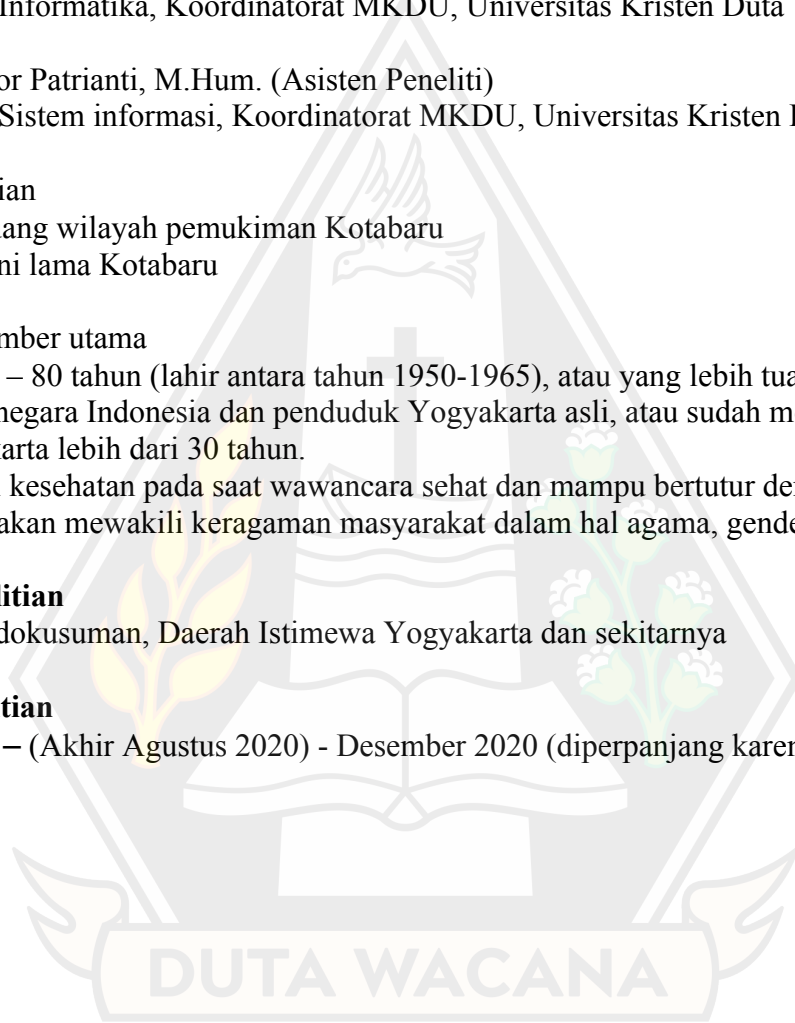 Informatika, Koordinatorat MKDU, Universitas Kristen Duta
or Patrianti, M.Hum. (Asisten Peneliti)
Sistem informasi, Koordinatorat MKDU, Universitas Kristen
ian
ang wilayah pemukiman Kotabaru
ni lama Kotabaru
mber utama
– 80 tahun (lahir antara tahun 1950-1965), atau yang lebih tua
negara Indonesia dan penduduk Yogyakarta asli, atau sudah
karta lebih dari 30 tahun.
kesehatan pada saat wawancara sehat dan mampu bertutur
akan mewakili keragaman masyarakat dalam hal agama,
litian
dokusuman, Daerah Istimewa Yogyakarta dan sekitarnya
tian
– (Akhir Agustus 2020) - Desember 2020 (diperpanjang
DUTA WACANA